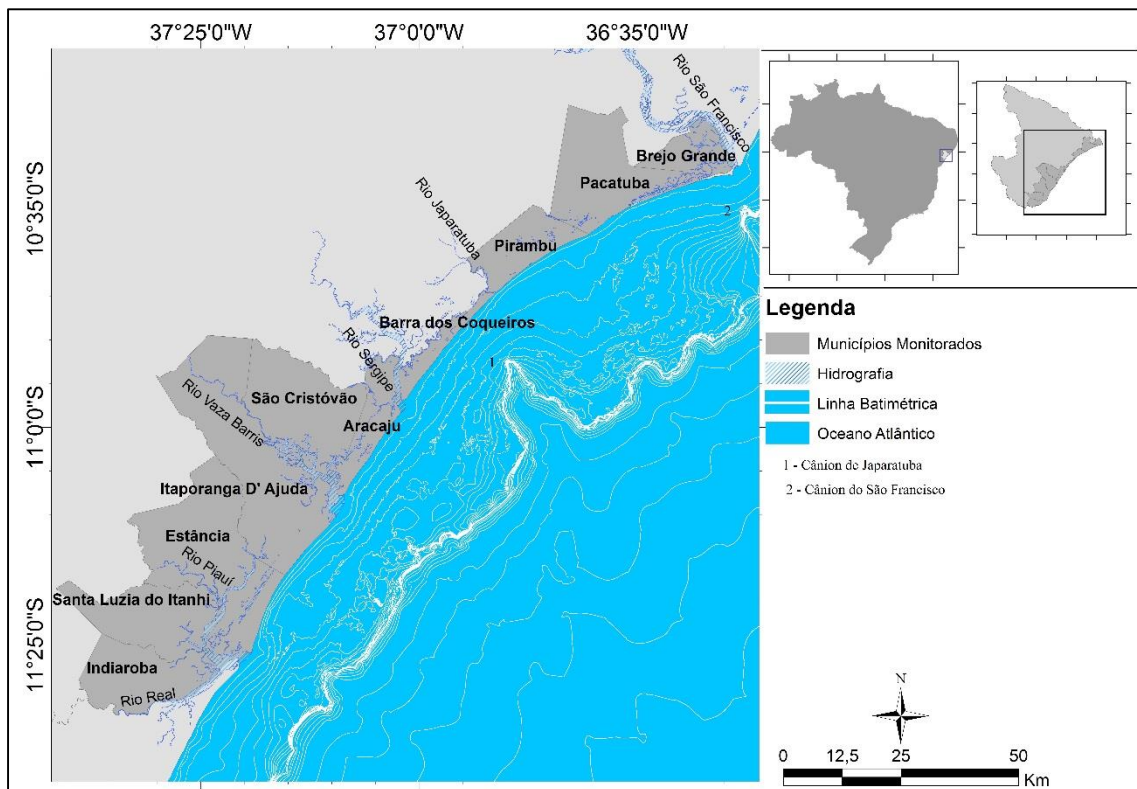 37°25'0"W
37°0'0"W
36°35'0"W
10°35'0"S
11°0'0"S
11°25'0"S
Rio São Francisco
Brejo Grande
Pacatuba
Rio Japaratuba
Pirambu
2
Barra dos Coqueiros
Rio Sergipe
1
São Cristóvão
Rio Vaza Barris
Aracaju
Itaporanga D' Ajuda
Estância
Rio Piauí
Santa Luzia do Itanhi
Indiaroba
Rio Real
Legenda
Municípios Monitorados
Hidrografia
Linha Batimétrica
Oceano Atlântico
1 - Cânion de Japaratuba
2 - Cânion do São Francisco
N
0 12,5 25 50
Km